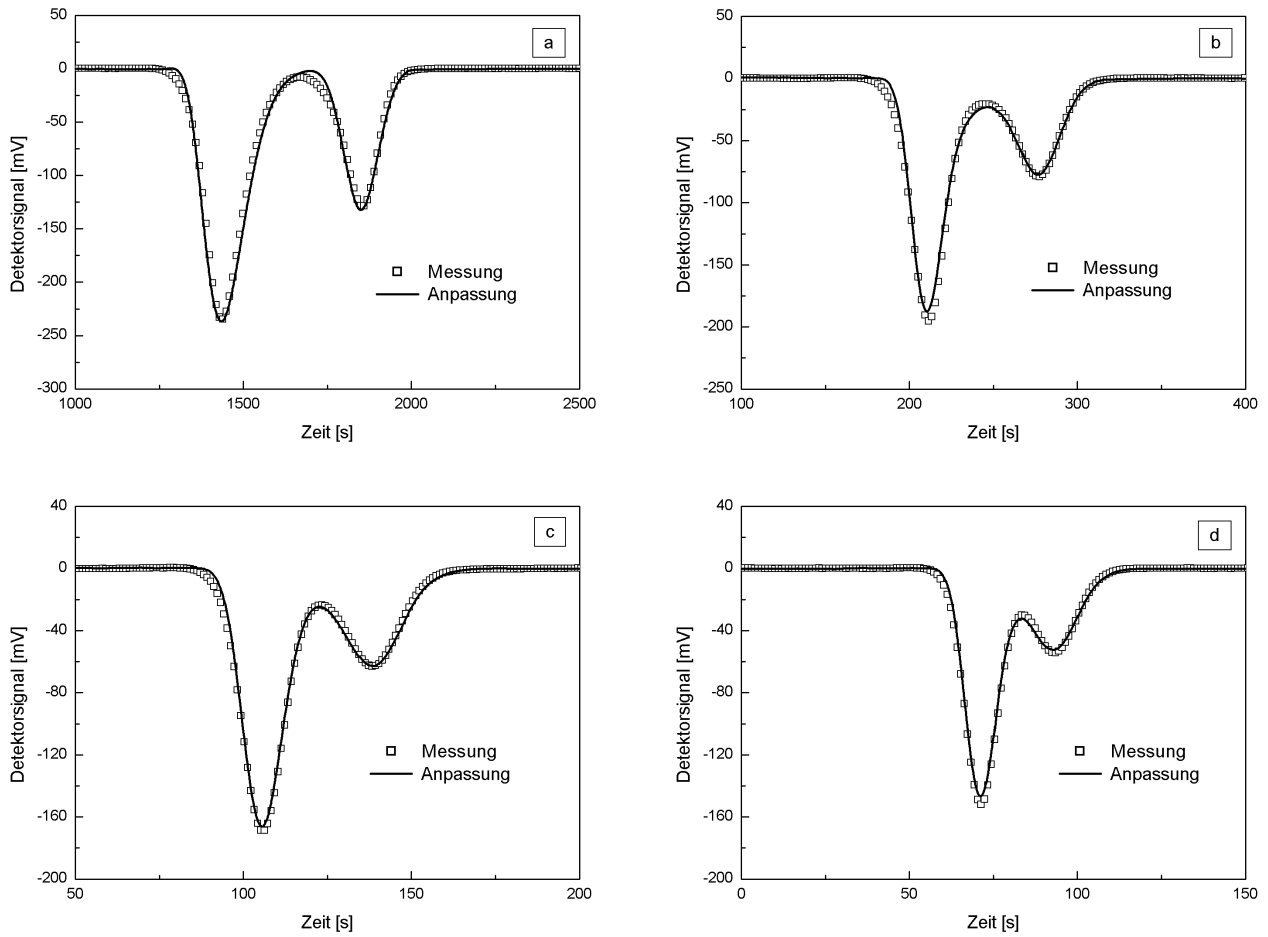 50
0
-50
-100
-150
-200
-250
-300
Detektorsignal [mV]
a
Messung
Anpassung
1000
1500
2000
2500
Zeit [s]
50
0
-50
-100
-150
-200
-250
Detektorsignal [mV]
b
Messung
Anpassung
100
200
300
400
Zeit [s]
40
0
-40
-80
-120
-160
-200
Detektorsignal [mV]
c
Messung
Anpassung
50
100
150
200
Zeit [s]
40
0
-40
-80
-120
-160
-200
Detektorsignal [mV]
d
Messung
Anpassung
0
50
100
150
Zeit [s]